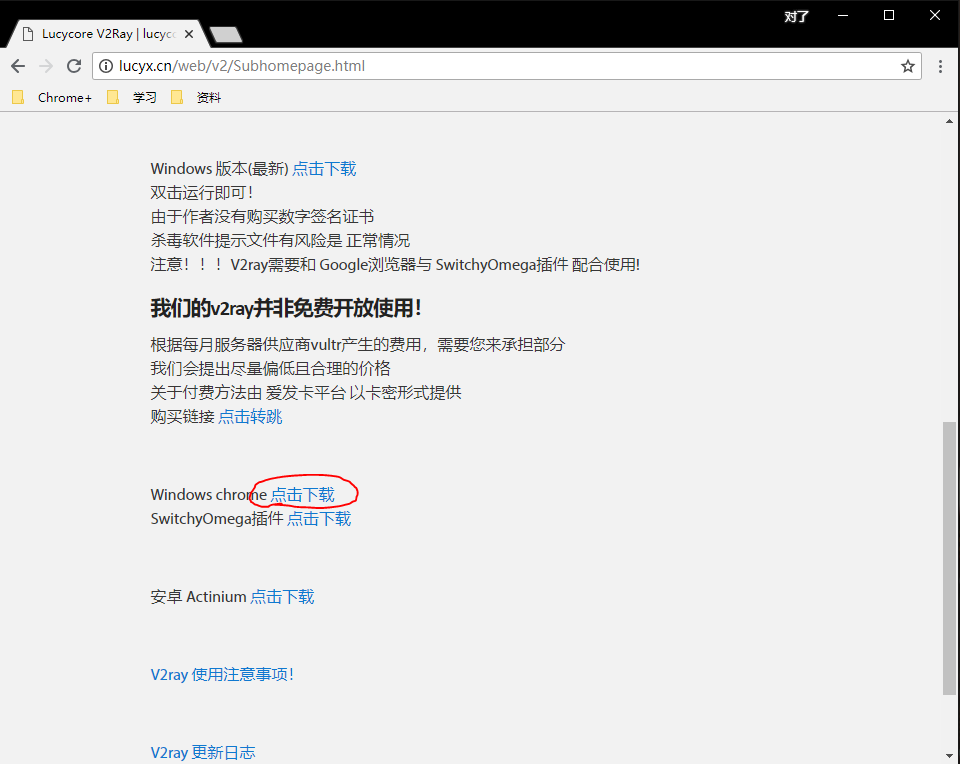 对了
Lucycore V2Ray | lucyc
lucyx.cn/web/v2/Subhomepage.html
Chrome+ 学习 资料
Windows 版本(最新) 点击下载
双击运行即可！
由于作者没有购买数字签名证书
杀毒软件提示文件有风险是 正常情况
注意！！！V2ray需要和 Google浏览器与 SwitchyOmega插件 配合使用!
我们的v2ray并非免费开放使用！
根据每月服务器供应商vultr产生的费用，需要您来承担部分
我们会提出尽量偏低且合理的价格
关于付费方法由 爱发卡平台 以卡密形式提供
购买链接 点击转跳
Windows chrome 点击下载
SwitchyOmega插件 点击下载
安卓 Actinium 点击下载
V2ray 使用注意事项！
V2ray 更新日志